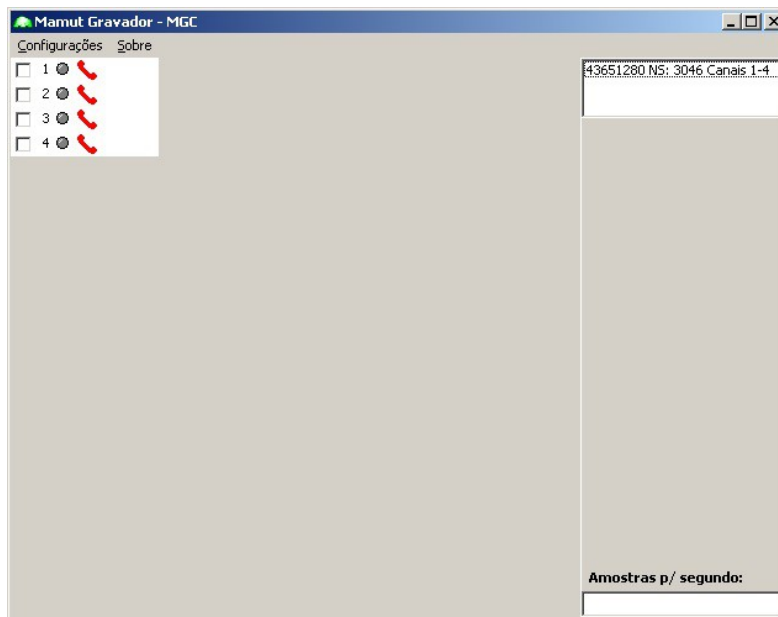 Mamut Gravador - MGC
Configurações Sobre
1
2
3
4
43651280 NS: 3046 Canais 1-4
Amostras p/ segundo: